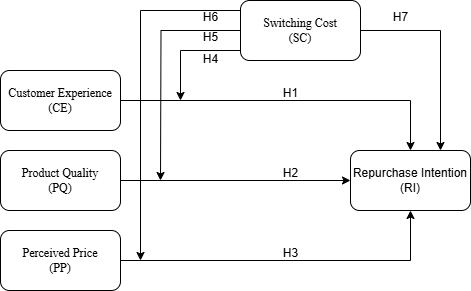 H6
Switching Cost
(SC)
H7
H5
H4
Customer Experience
(CE)
H1
Product Quality
(PQ)
H2
Repurchase Intention
(RI)
Perceived Price
(PP)
H3